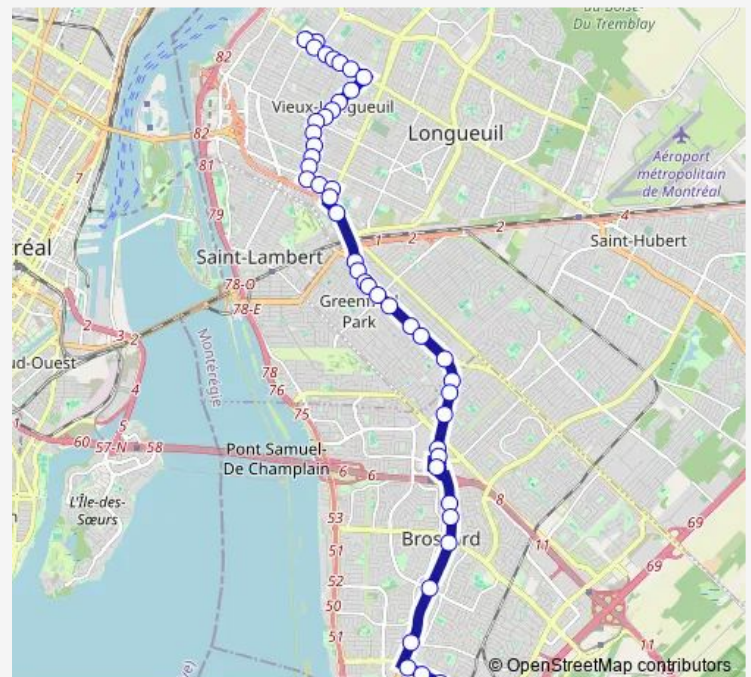 Du Boisé-
Du Tremblay
82
Longueuil
82
81
7
Aéroport
métropolitain
de Montréal
79
4
2
1
2
Saint-Hubert
réal
Saint-Lambert
78-O
78-E
Park
2
3
2
ud-Ouest
Montérégie
78
76
4
75
1
5
60
57-N
58
Pont Samuel-
De Champlain
6
6
L'Île-des-
Sœurs
8
53
69
51
11
69
52
50
51
11
© OpenStreetMap contributors